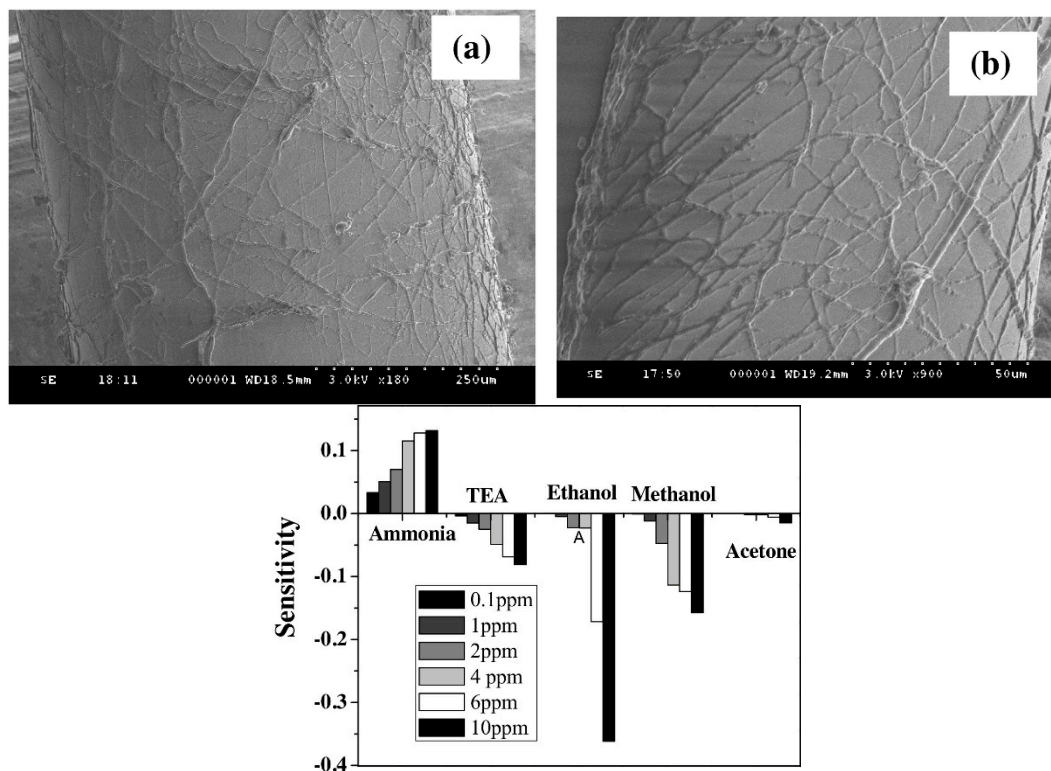 (a)
SE 18:11 000001 WD18.5mm 3.0kV x180 250um
(b)
SE 17:50 000001 WD19.2mm 3.0kV x900 50um
Sensitivity
0.1
0.0
-0.1
-0.2
-0.3
-0.4
Ammonia
TEA
Ethanol
A
Methanol
Acetone
0.1ppm
1ppm
2ppm
4 ppm
6ppm
10ppm